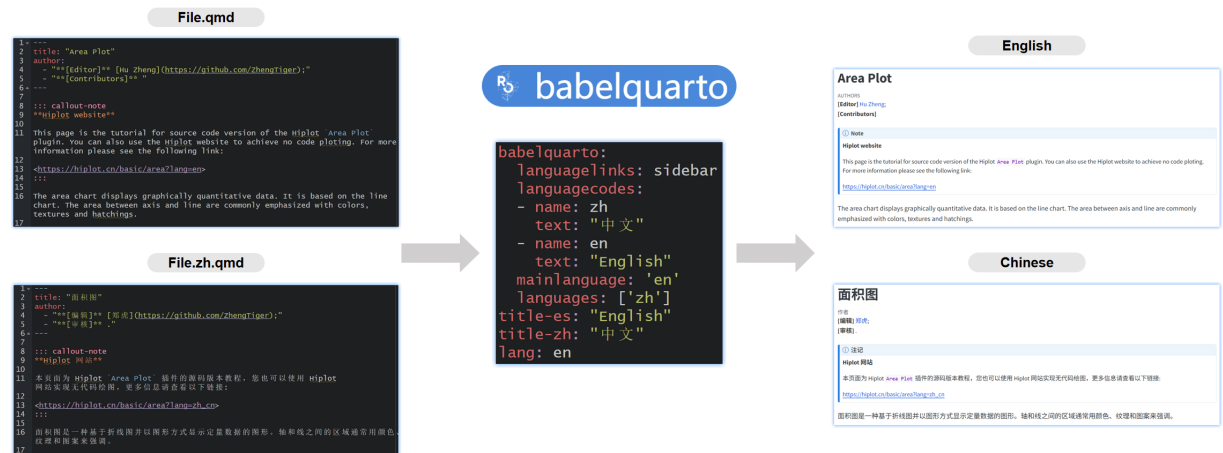 File.qmd
1 ---
2 title: "Area Plot"
3 author:
4 - "**[Editor]** [Hu Zheng](https://github.com/ZhengTiger);"
5 - "**[Contributors]** "
6 ---
7
8 ::: callout-note
9 **Hiplot website**
10
11 This page is the tutorial for source code version of the Hiplot `Area Plot`
plugin. You can also use the Hiplot website to achieve no code ploting. For more
information please see the following link:
12
13 <https://hiplot.cn/basic/area?lang=en>
14 :::
15
16 The area chart displays graphically quantitative data. It is based on the line
chart. The area between axis and line are commonly emphasized with colors,
textures and hatchings.
17
File.zh.qmd
1 ---
2 title: "面积图"
3 author:
4 - "**[编辑]** [郑虎](https://github.com/ZhengTiger);"
5 - "**[审核]** ."
6 ---
7
8 ::: callout-note
9 **Hiplot 网站**
10
11 本页面为 Hiplot `Area Plot` 插件的源码版本教程，您也可以使用 Hiplot
网站实现无代码绘图，更多信息请查看以下链接：
12
13 <https://hiplot.cn/basic/area?lang=zh_cn>
14 :::
15
16 面积图是一种基于折线图并以图形方式显示定量数据的图形。轴和线之间的区域通常用颜色、
纹理和图案来强调。
17
babelquarto
babelquarto:
languagelinks: sidebar
languagecodes:
- name: zh
text: "中文"
- name: en
text: "English"
mainlanguage: 'en'
languages: ['zh']
title-es: "English"
title-zh: "中文"
lang: en
English
Area Plot
AUTHORS
[Editor] Hu Zheng;
[Contributors]
Note
Hiplot website
This page is the tutorial for source code version of the Hiplot Area Plot plugin. You can also use the Hiplot website to achieve no code ploting.
For more information please see the following link:
https://hiplot.cn/basic/area?lang=en
The area chart displays graphically quantitative data. It is based on the line chart. The area between axis and line are commonly
emphasized with colors, textures and hatchings.
Chinese
面积图
作者
[编辑] 郑虎;
[审核] .
注记
Hiplot 网站
本页面为 Hiplot Area Plot 插件的源码版本教程，您也可以使用 Hiplot 网站实现无代码绘图，更多信息请查看以下链接：
https://hiplot.cn/basic/area?lang=zh_cn
面积图是一种基于折线图并以图形方式显示定量数据的图形。轴和线之间的区域通常用颜色、纹理和图案来强调。